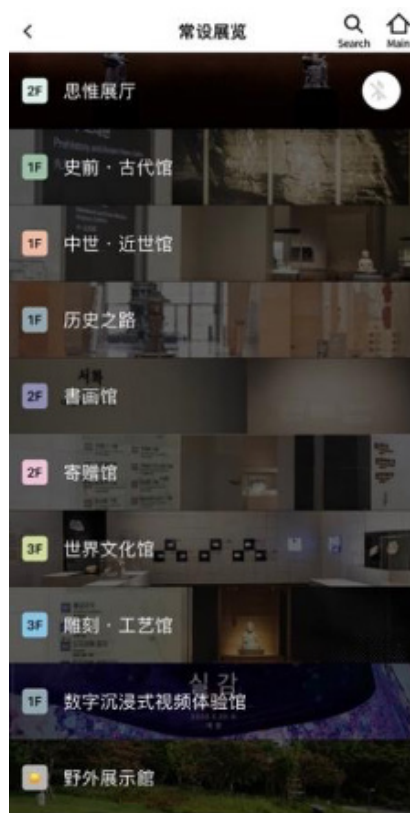 常设展览
Search
Main
2F 思惟展厅
1F 史前 · 古代馆
1F 中世 · 近世馆
1F 历史之路
서화
2F 書画馆
2F 寄赠馆
3F 世界文化馆
3F 雕刻 · 工艺馆
실감
1F 数字沉浸式视频体验馆
野外展示館